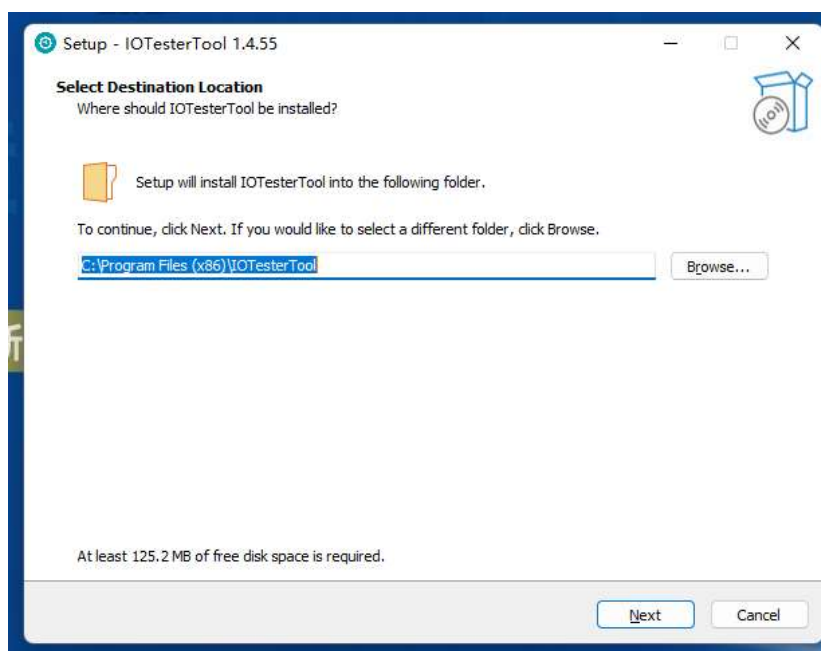 Setup - IOTesterTool 1.4.55
Select Destination Location
Where should IOTesterTool be installed?
Setup will install IOTesterTool into the following folder.
To continue, click Next. If you would like to select a different folder, click Browse.
C:\Program Files (x86)\IOTesterTool
Browse...
At least 125.2 MB of free disk space is required.
Next
Cancel